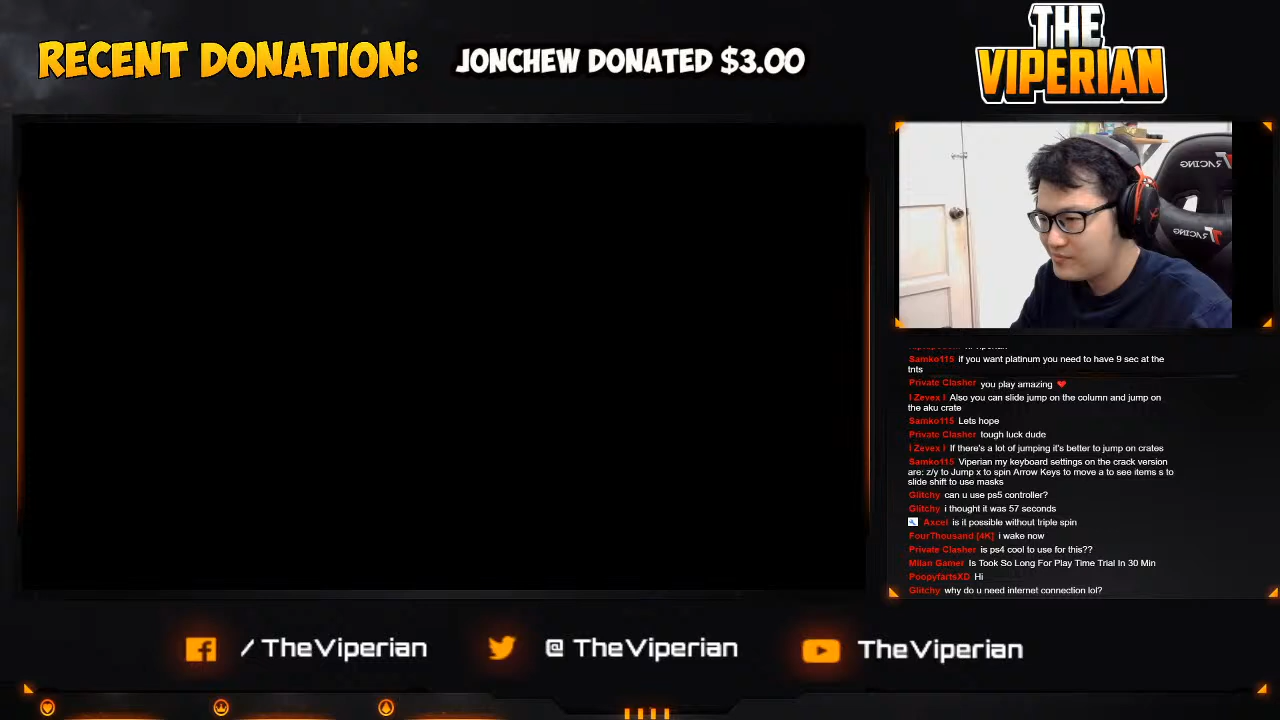 RECENT DONATION:
JONCHEW DONATED $3.00
THE
VIPERIAN
RACING
RACING
Samko115 if you want platinum you need to have 9 sec at the
tnts
Private Clasher you play amazing ❤
I Zevex I Also you can slide jump on the column and jump on
the aku crate
Samko115 Lets hope
Private Clasher tough luck dude
I Zevex I If there's a lot of jumping it's better to jump on crates
Samko115 Viperian my keyboard settings on the crack version
are: z/y to Jump x to spin Arrow Keys to move a to see items s to
slide shift to use masks
Glitchy can u use ps5 controller?
Glitchy i thought it was 57 seconds
Axcel is it possible without triple spin
FourThousand [4K] i wake now
Private Clasher is ps4 cool to use for this??
Milan Gamer Is Took So Long For Play Time Trial In 30 Min
PoopyfartsXD Hi
Glitchy why do u need internet connection lol?
/ TheViperian
@ TheViperian
TheViperian